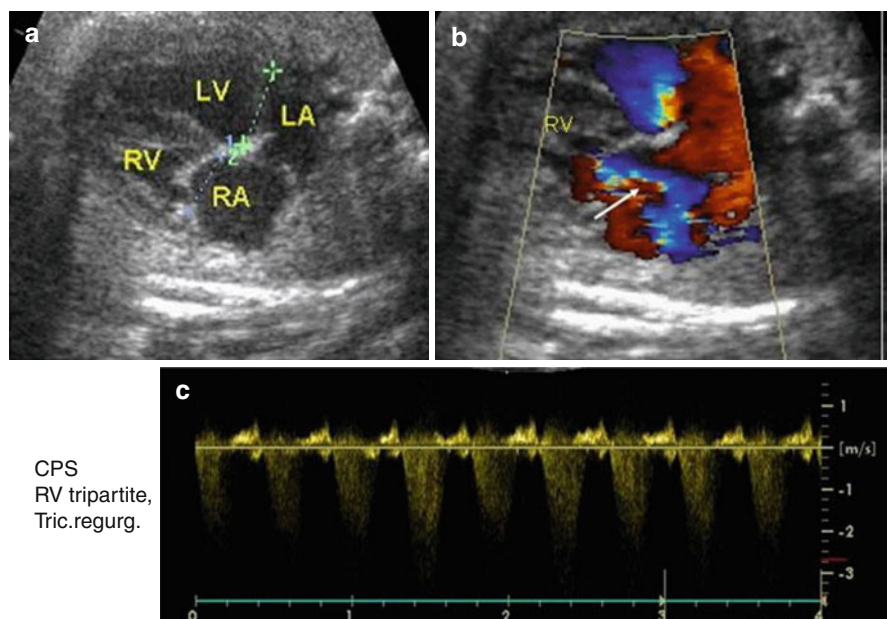 a
LV
LA
1
2
RV
RA
b
RV
CPS
RV tripartite,
Tric.regurg.
c
1
[m/s]
-1
-2
-3
0
1
2
3
4